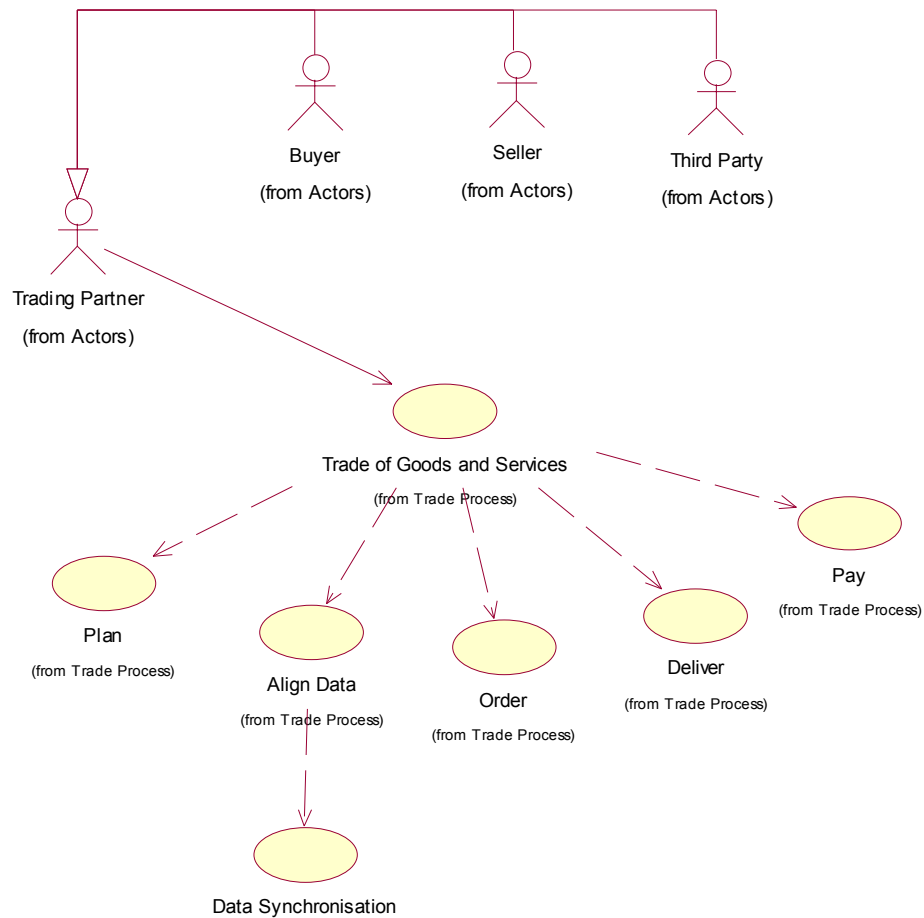 Buyer
(from Actors)
Seller
(from Actors)
Third Party
(from Actors)
Trading Partner
(from Actors)
Trade of Goods and Services
(from Trade Process)
Pay
(from Trade Process)
Plan
(from Trade Process)
Align Data
(from Trade Process)
Order
(from Trade Process)
Deliver
(from Trade Process)
Data Synchronisation